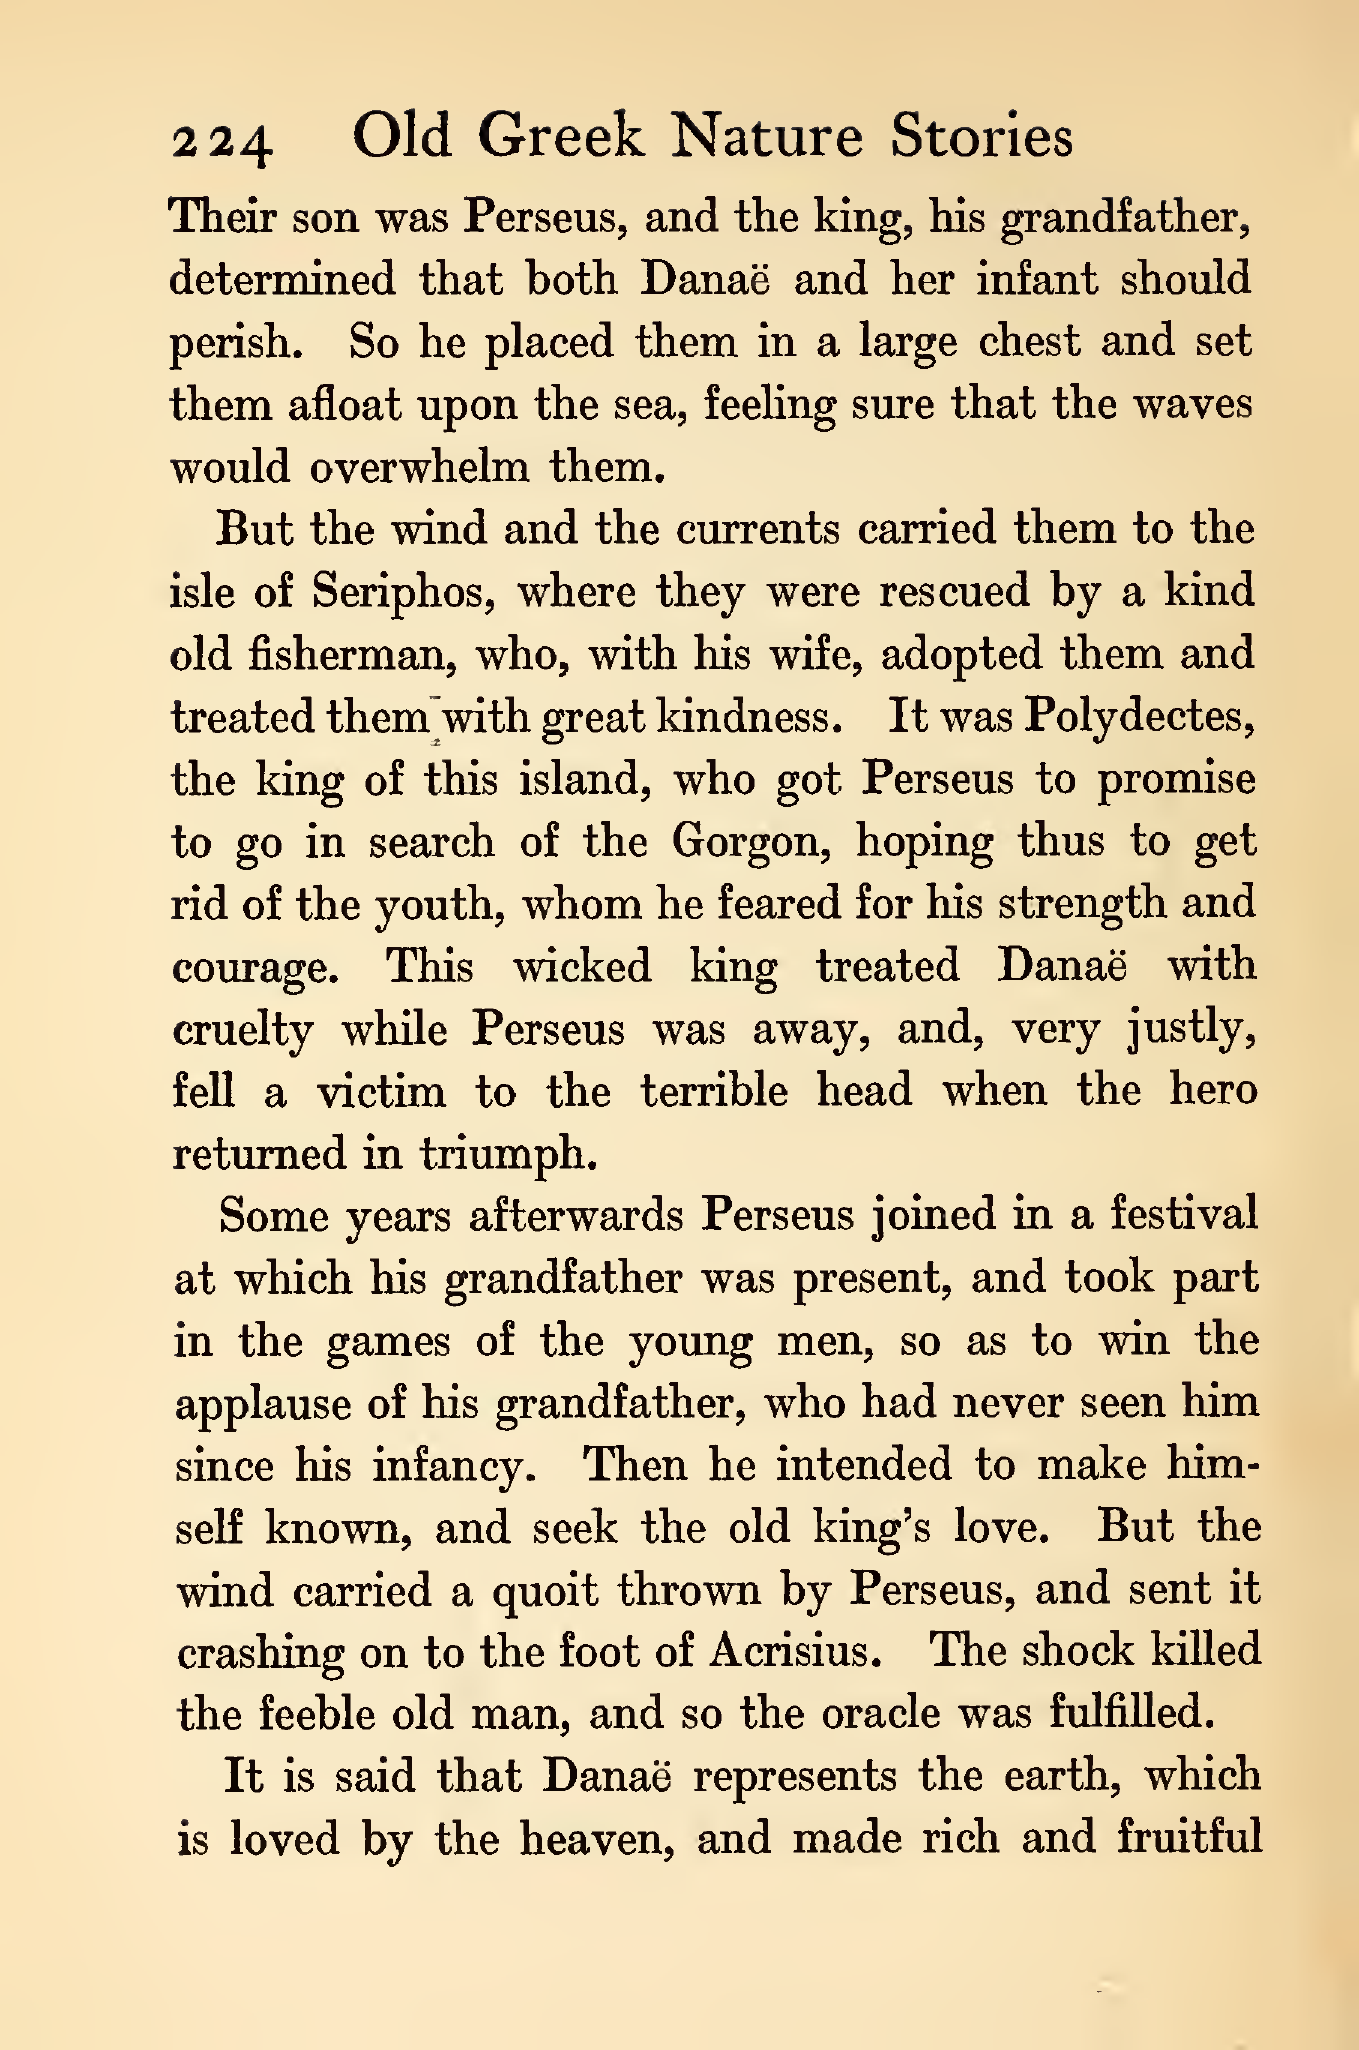 224 Old Greek Nature Stories
Their son was Perseus, and the king, his grandfather,
determined that both Danaë and her infant should
perish. So he placed them in a large chest and set
them afloat upon the sea, feeling sure that the waves
would overwhelm them.
But the wind and the currents carried them to the
isle of Seriphos, where they were rescued by a kind
old fisherman, who, with his wife, adopted them and
treated them with great kindness. It was Polydectes,
the king of this island, who got Perseus to promise
to go in search of the Gorgon, hoping thus to get
rid of the youth, whom he feared for his strength and
courage. This wicked king treated Danaë with
cruelty while Perseus was away, and, very justly,
fell a victim to the terrible head when the hero
returned in triumph.
Some years afterwards Perseus joined in a festival
at which his grandfather was present, and took part
in the games of the young men, so as to win the
applause of his grandfather, who had never seen him
since his infancy. Then he intended to make him-
self known, and seek the old king's love. But the
wind carried a quoit thrown by Perseus, and sent it
crashing on to the foot of Acrisius. The shock killed
the feeble old man, and so the oracle was fulfilled.
It is said that Danaë represents the earth, which
is loved by the heaven, and made rich and fruitful